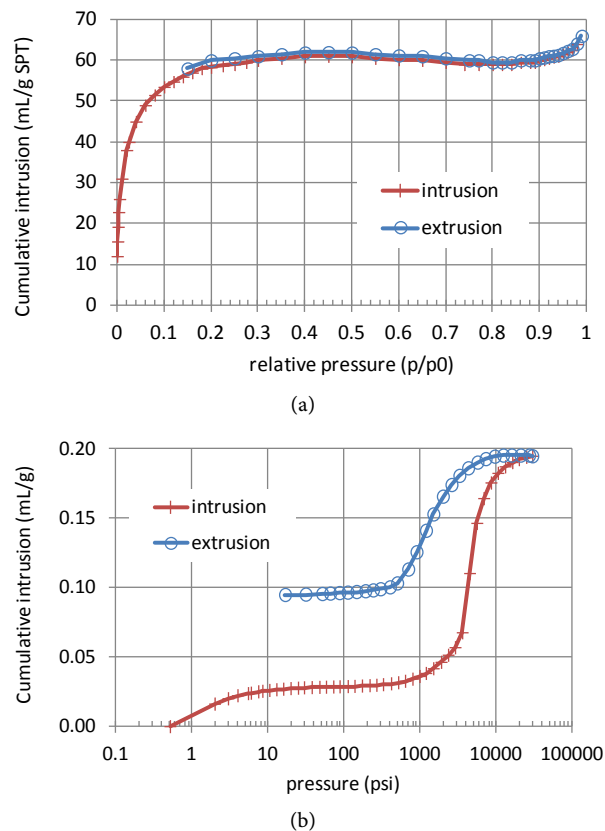 70
60
50
40
30
20
10
0
Cumulative intrusion (mL/g SPT)
intrusion
extrusion
0 0.1 0.2 0.3 0.4 0.5 0.6 0.7 0.8 0.9 1
relative pressure (p/p0)
(a)
0.20
0.15
0.10
0.05
0.00
Cumulative intrusion (mL/g)
intrusion
extrusion
0.1 1 10 100 1000 10000 100000
pressure (psi)
(b)